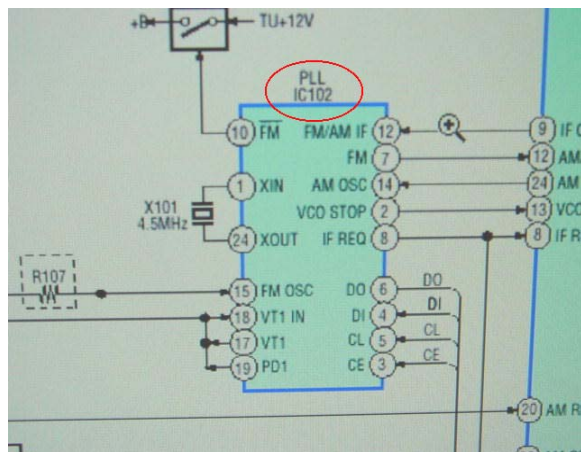 +B
TU+12V
PLL
IC102
10 FM FM/AM IF 12
9
FM 7
12 AM
1 XIN AM OSC 14
24 AM
X101
4.5MHz
VCO STOP 2
13 VCO
24 XOUT IF REQ 8
8 IF R
R107
15 FM OSC DO 6 DO
18 VT1 IN DI 4 DI
17 VT1 CL 5 CL
19 PD1 CE 3 CE
20 AM R